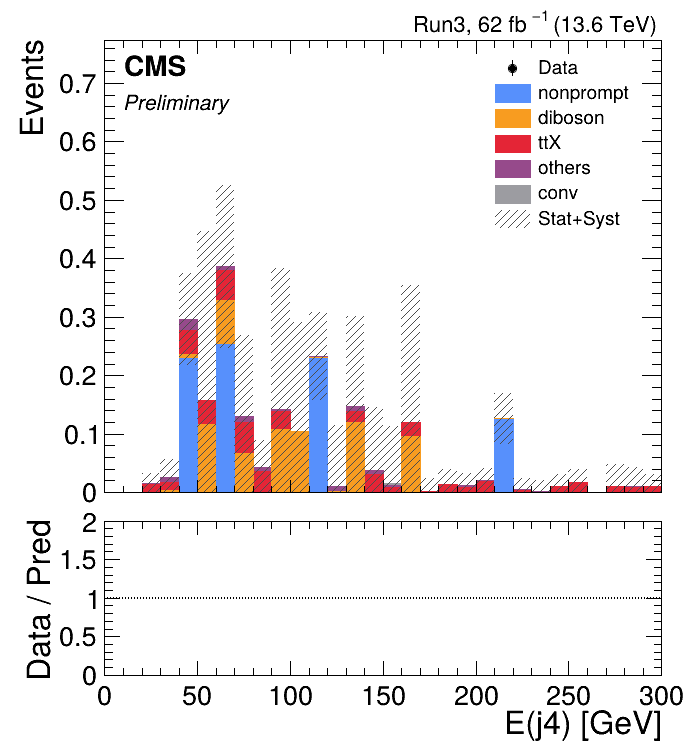 Run3, 62 fb⁻¹ (13.6 TeV)
CMS
Preliminary
Data
nonprompt
diboson
ttX
others
conv
Stat+Syst
Events
0.7
0.6
0.5
0.4
0.3
0.2
0.1
0
Data / Pred
2
1.5
1
0.5
0
0 50 100 150 200 250 300
E(j4) [GeV]